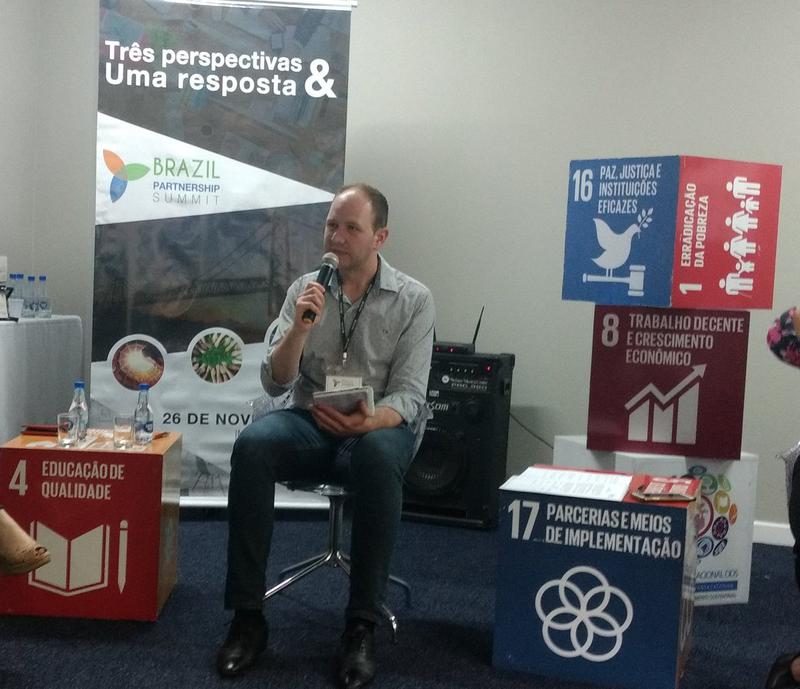 Três perspectivas
& 
Uma resposta
BRAZIL
PARTNERSHIP
SUMMIT
26 DE NOV
4 EDUCAÇÃO DE
QUALIDADE
16 PAZ, JUSTIÇA E
INSTITUIÇÕES
EFICAZES
1 ERRADICAÇÃO
DA POBREZA
8 TRABALHO DECENTE
E CRESCIMENTO
ECONÔMICO
17 PARCERIAS E MEIOS
DE IMPLEMENTAÇÃO